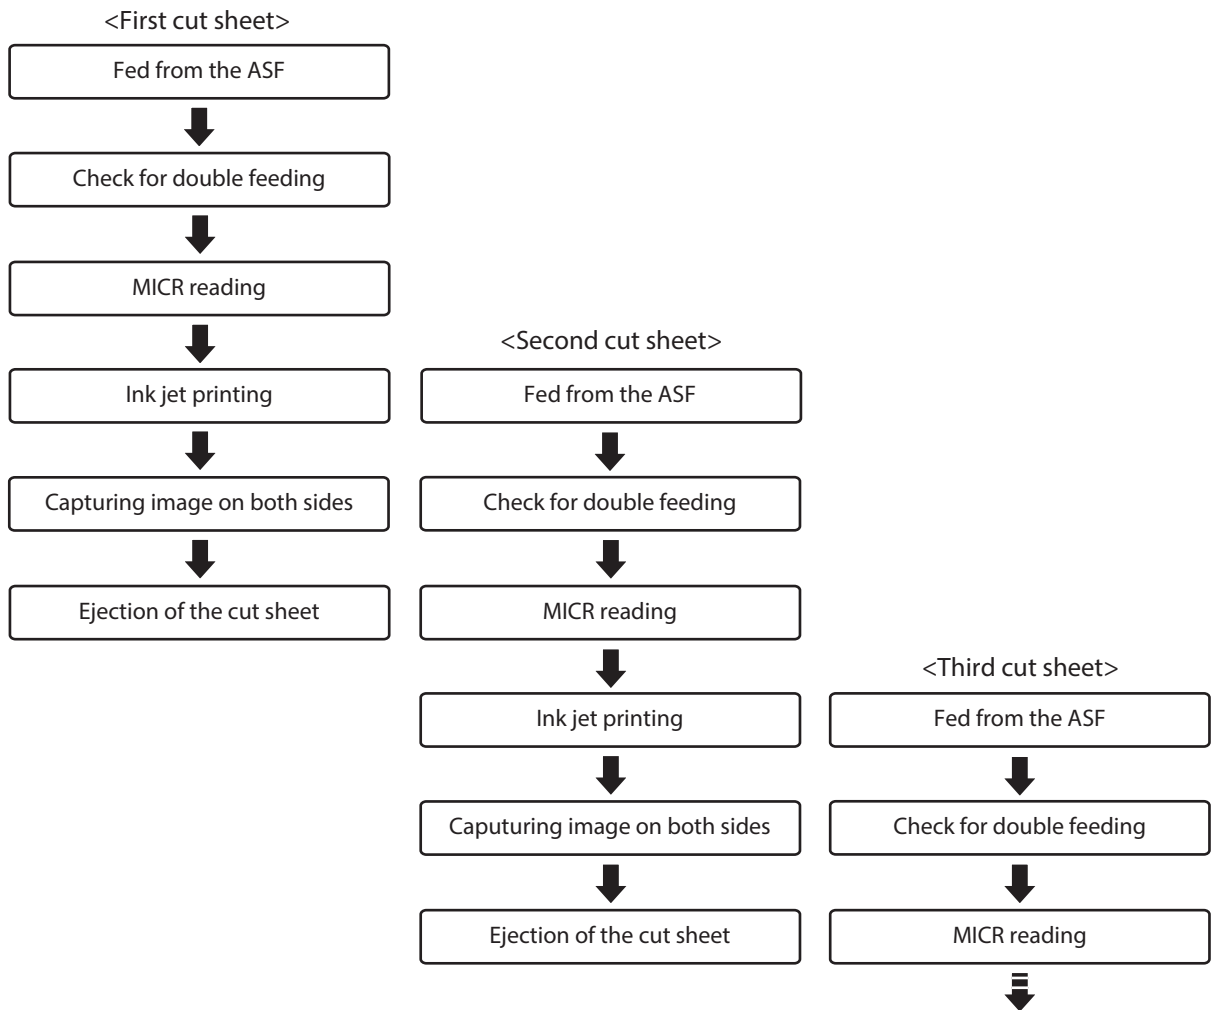 <First cut sheet>
Fed from the ASF
Check for double feeding
MICR reading
Ink jet printing
Capturing image on both sides
Ejection of the cut sheet
<Second cut sheet>
Fed from the ASF
Check for double feeding
MICR reading
Ink jet printing
Caputuring image on both sides
Ejection of the cut sheet
<Third cut sheet>
Fed from the ASF
Check for double feeding
MICR reading